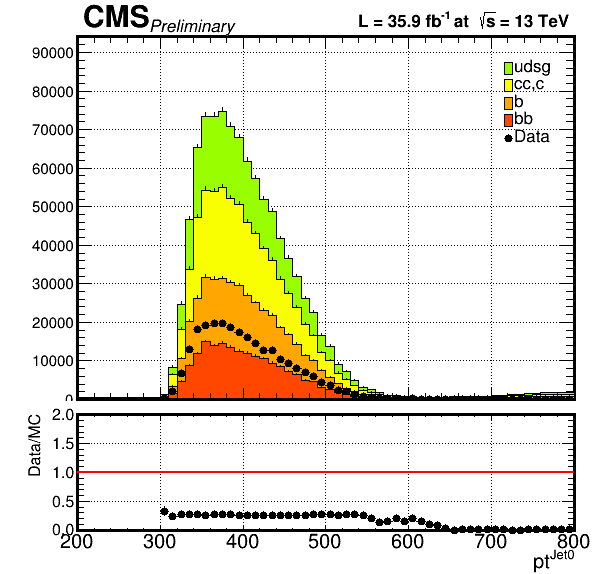 CMS Preliminary L = 35.9 fb⁻¹ at √s = 13 TeV
90000
80000
70000
60000
50000
40000
30000
20000
10000
0
udsg
cc,c
b
bb
Data
Data/MC
2.0
1.5
1.0
0.5
0.0
200 300 400 500 600 700 800
pt^Jet0